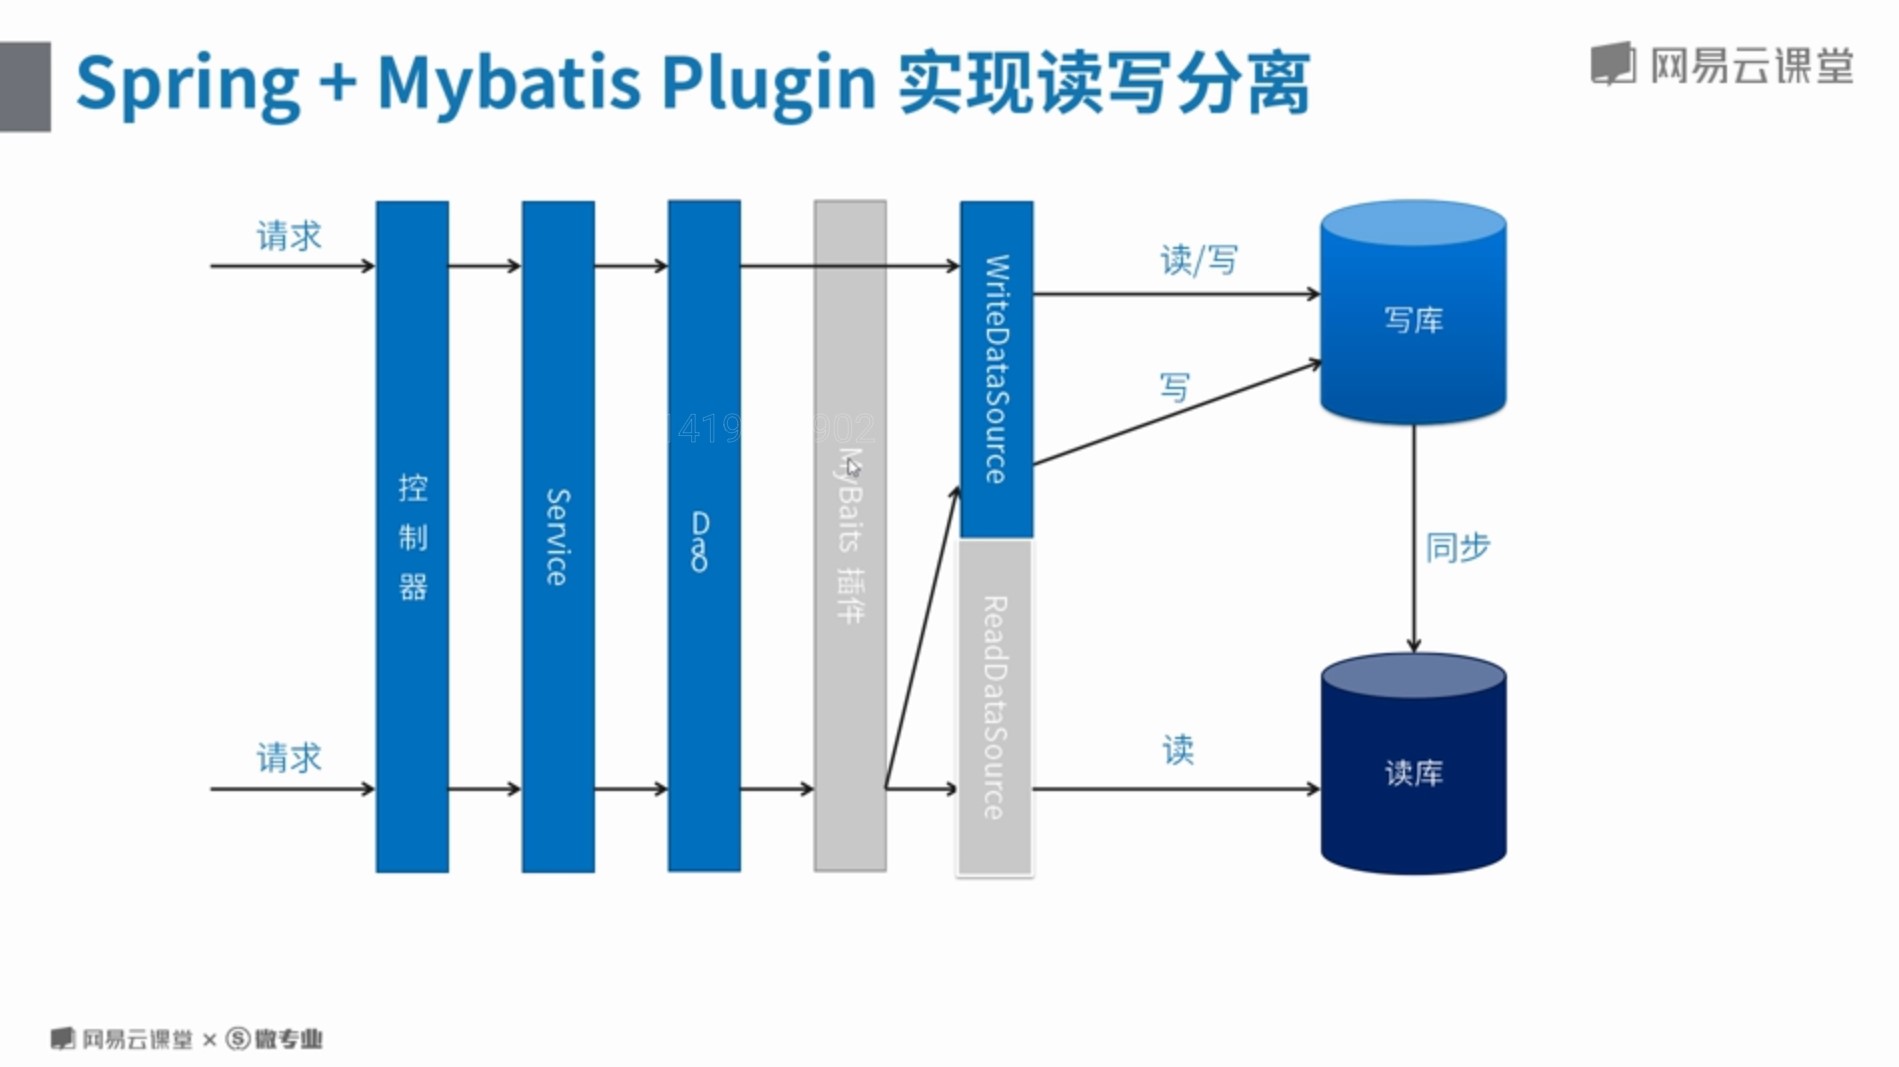 Spring + Mybatis Plugin 实现读写分离
网易云课堂
请求
控制器
Service
Dao
MyBaits 插件
WriteDataSource
ReadDataSource
读/写
写
写库
同步
请求
读
读库
网易云课堂 × 微专业